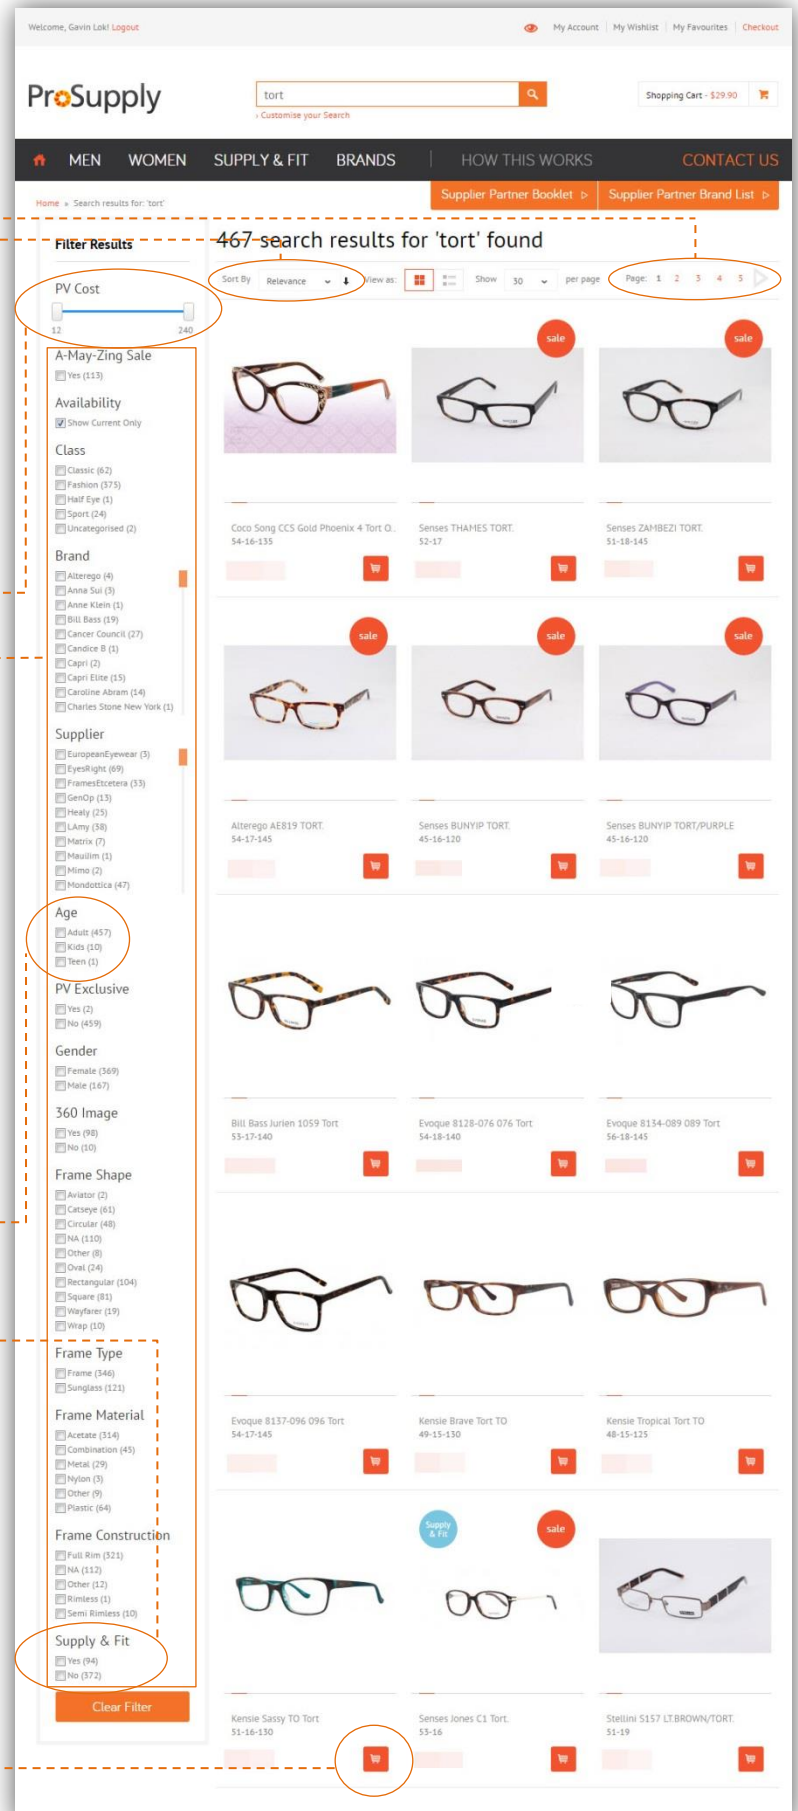 Welcome, Gavin Lok! Logout
My Account | My Wishlist | My Favourites | Checkout
ProSupply
tort
› Customise your Search
Shopping Cart - $29.90
MEN WOMEN SUPPLY & FIT BRANDS | HOW THIS WORKS CONTACT US
Home » Search results for: 'tort'
Supplier Partner Booklet
Supplier Partner Brand List
Filter Results
467 search results for 'tort' found
Sort By Relevance View as: Show 30 per page Page: 1 2 3 4 5
PV Cost
12 240
A-May-Zing Sale
Yes (113)
Availability
Show Current Only
Class
Classic (62)
Fashion (375)
Half Eye (1)
Sport (24)
Uncategorised (2)
Brand
Alterego (4)
Anna Sui (3)
Anne Klein (1)
Bill Bass (19)
Cancer Council (27)
Candice B (1)
Capri (2)
Capri Elite (15)
Caroline Abram (14)
Charles Stone New York (1)
Supplier
EuropeanEyewear (3)
EyesRight (69)
FramesEtcetera (33)
GenOp (13)
Healy (25)
LAmy (38)
Matrix (7)
Mauilim (1)
Mimo (2)
Mondottica (47)
Age
Adult (457)
Kids (10)
Teen (1)
PV Exclusive
Yes (2)
No (459)
Gender
Female (369)
Male (167)
360 Image
Yes (98)
No (10)
Frame Shape
Aviator (2)
Catseye (61)
Circular (48)
NA (110)
Other (8)
Oval (24)
Rectangular (104)
Square (81)
Wayfarer (19)
Wrap (10)
Frame Type
Frame (346)
Sunglass (121)
Frame Material
Acetate (314)
Combination (45)
Metal (29)
Nylon (3)
Other (9)
Plastic (64)
Frame Construction
Full Rim (321)
NA (112)
Other (12)
Rimless (1)
Semi Rimless (10)
Supply & Fit
Yes (94)
No (372)
Clear Filter
sale
sale
Coco Song CCS Gold Phoenix 4 Tort O..
54-16-135
Senses THAMES TORT.
52-17
Senses ZAMBEZI TORT.
51-18-145
sale
sale
sale
Alterego AE819 TORT.
54-17-145
Senses BUNYIP TORT.
45-16-120
Senses BUNYIP TORT/PURPLE
45-16-120
Bill Bass Jurien 1059 Tort
53-17-140
Evoque 8128-076 076 Tort
54-18-140
Evoque 8134-089 089 Tort
56-18-145
Evoque 8137-096 096 Tort
54-17-145
Kensie Brave Tort TO
49-15-130
Kensie Tropical Tort TO
48-15-125
Supply
& Fit
sale
Kensie Sassy TO Tort
51-16-130
Senses Jones C1 Tort.
53-16
Stellini S157 LT.BROWN/TORT.
51-19